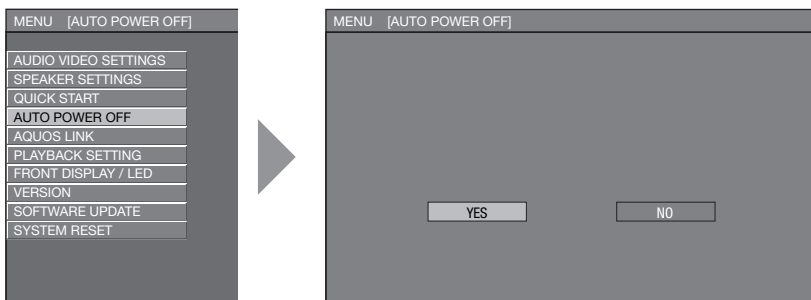 MENU [AUTO POWER OFF]
AUDIO VIDEO SETTINGS
SPEAKER SETTINGS
QUICK START
AUTO POWER OFF
AQUOS LINK
PLAYBACK SETTING
FRONT DISPLAY / LED
VERSION
SOFTWARE UPDATE
SYSTEM RESET
MENU [AUTO POWER OFF]
YES NO